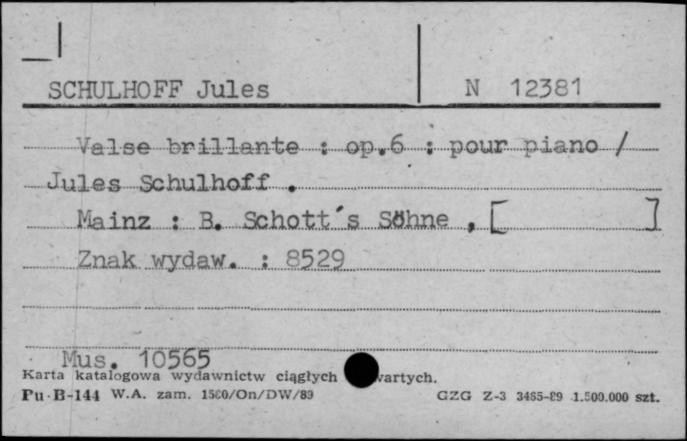 SCHULHOFF Jules N 12381
Valse brillante : op.6 : pour piano /
Jules Schulhoff .
Mainz : B. Schott´s Söhne , [ ]
Znak wydaw. : 8529
Mus. 10565
Karta katalogowa wydawnictw ciągłych wartych.
Pu-B-144 W.A. zam. 1500/On/DW/89 GZG Z-3 3465-89 1.500.000 szt.